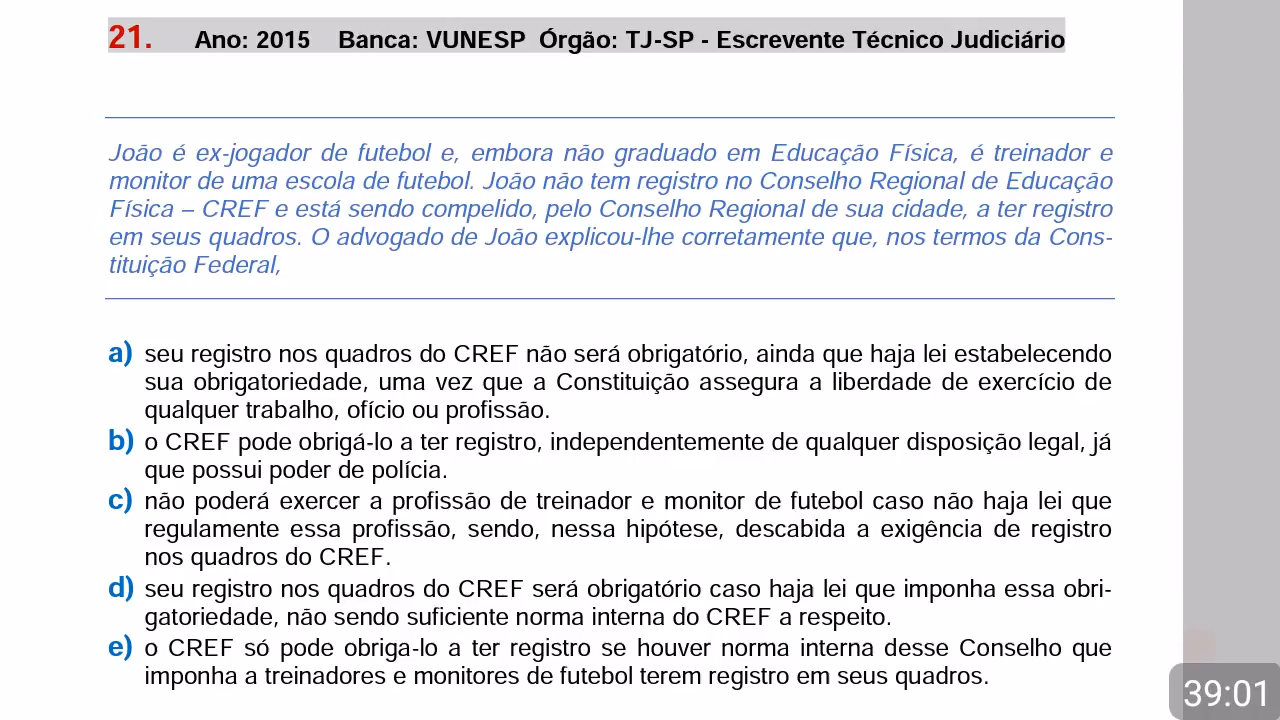 21. Ano: 2015 Banca: VUNESP Órgão: TJ-SP - Escrevente Técnico Judiciário
João é ex-jogador de futebol e, embora não graduado em Educação Física, é treinador e
monitor de uma escola de futebol. João não tem registro no Conselho Regional de Educação
Física – CREF e está sendo compelido, pelo Conselho Regional de sua cidade, a ter registro
em seus quadros. O advogado de João explicou-lhe corretamente que, nos termos da Cons-
tituição Federal,
a) seu registro nos quadros do CREF não será obrigatório, ainda que haja lei estabelecendo
sua obrigatoriedade, uma vez que a Constituição assegura a liberdade de exercício de
qualquer trabalho, ofício ou profissão.
b) o CREF pode obrigá-lo a ter registro, independentemente de qualquer disposição legal, já
que possui poder de polícia.
c) não poderá exercer a profissão de treinador e monitor de futebol caso não haja lei que
regulamente essa profissão, sendo, nessa hipótese, descabida a exigência de registro
nos quadros do CREF.
d) seu registro nos quadros do CREF será obrigatório caso haja lei que imponha essa obri-
gatoriedade, não sendo suficiente norma interna do CREF a respeito.
e) o CREF só pode obriga-lo a ter registro se houver norma interna desse Conselho que
imponha a treinadores e monitores de futebol terem registro em seus quadros.
39:01